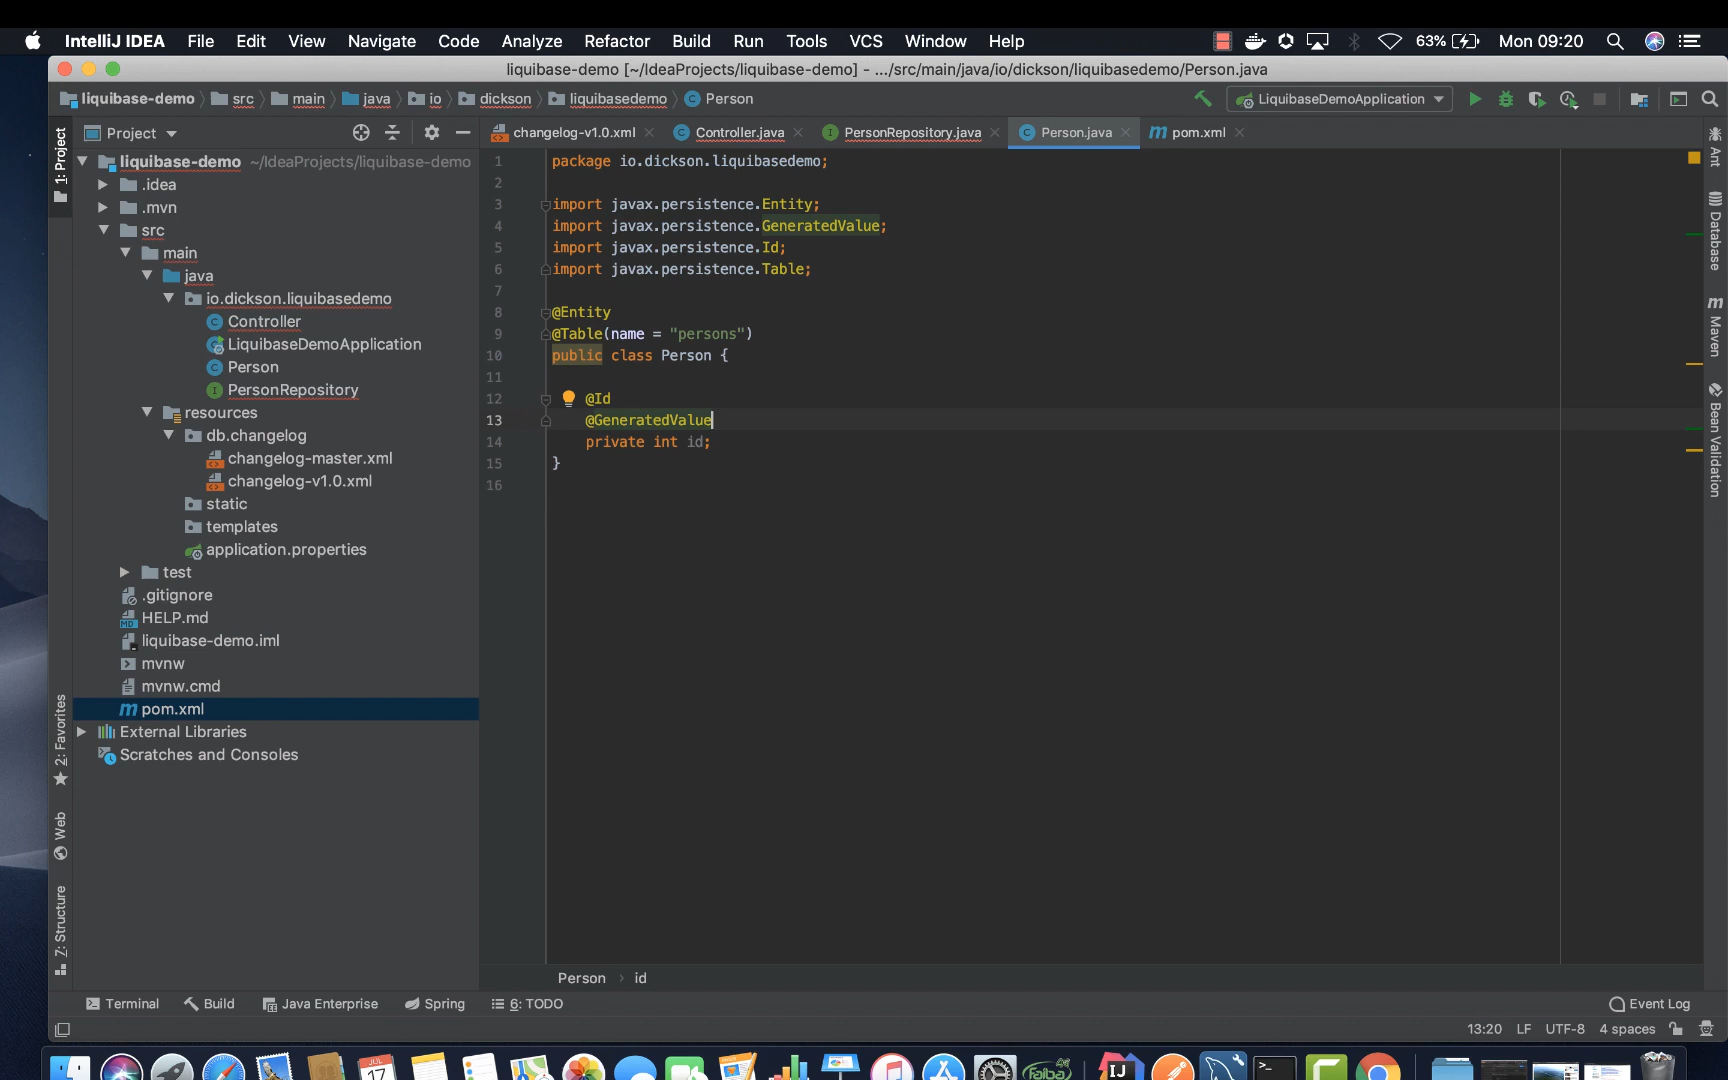 IntelliJ IDEA File Edit View Navigate Code Analyze Refactor Build Run Tools VCS Window Help 63% Mon 09:20
liquibase-demo [~/IdeaProjects/liquibase-demo] - .../src/main/java/io/dickson/liquibasedemo/Person.java
liquibase-demo src main java io dickson liquibasedemo Person LiquibaseDemoApplication
Project changelog-v1.0.xml Controller.java PersonRepository.java Person.java pom.xml
1: Project
liquibase-demo ~/IdeaProjects/liquibase-demo
.idea
.mvn
src
main
java
io.dickson.liquibasedemo
Controller
LiquibaseDemoApplication
Person
PersonRepository
resources
db.changelog
changelog-master.xml
changelog-v1.0.xml
static
templates
application.properties
test
.gitignore
HELP.md
liquibase-demo.iml
mvnw
mvnw.cmd
pom.xml
External Libraries
Scratches and Consoles
2: Favorites
Web
Z: Structure
1 package io.dickson.liquibasedemo;
2
3 import javax.persistence.Entity;
4 import javax.persistence.GeneratedValue;
5 import javax.persistence.Id;
6 import javax.persistence.Table;
7
8 @Entity
9 @Table(name = "persons")
10 public class Person {
11
12 @Id
13 @GeneratedValue
14 private int id;
15 }
16
Ant
Database
Maven
Bean Validation
Person › id
Terminal Build Java Enterprise Spring 6: TODO Event Log
13:20 LF UTF-8 4 spaces
JUL
17
IJ
faiba